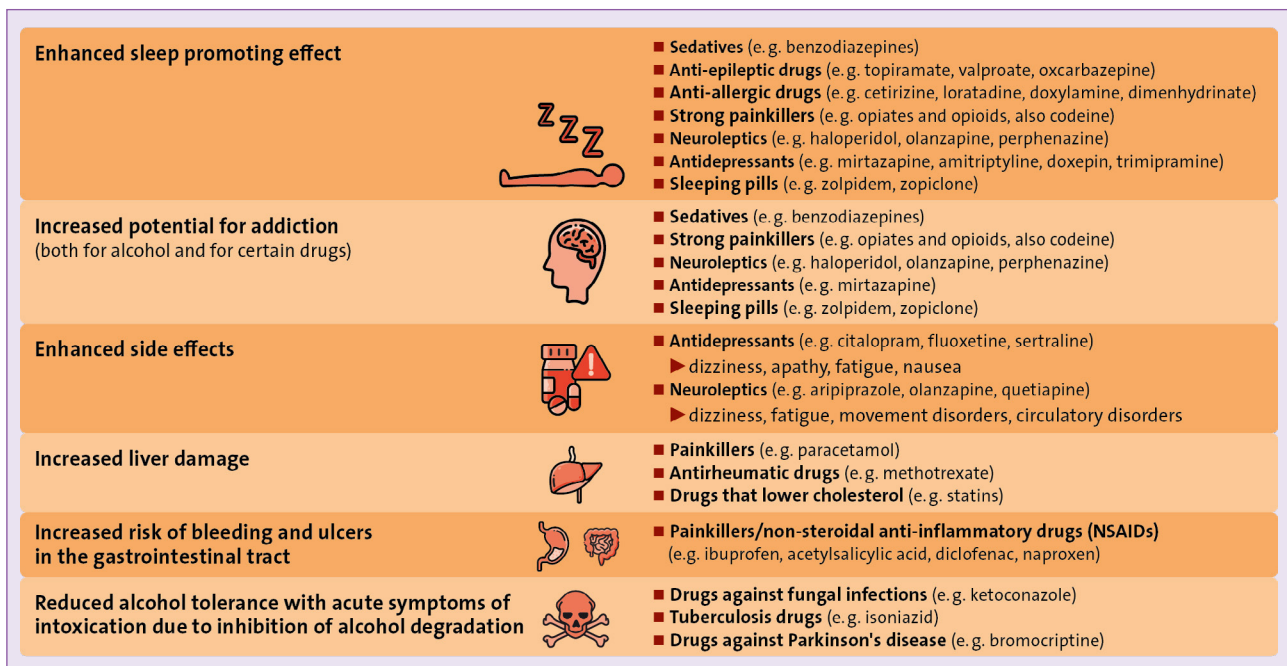 Enhanced sleep promoting effect
■ Sedatives (e.g. benzodiazepines)
■ Anti-epileptic drugs (e.g. topiramate, valproate, oxcarbazepine)
■ Anti-allergic drugs (e.g. cetirizine, loratadine, doxylamine, dimenhydrinate)
■ Strong painkillers (e.g. opiates and opioids, also codeine)
■ Neuroleptics (e.g. haloperidol, olanzapine, perphenazine)
■ Antidepressants (e.g. mirtazapine, amitriptyline, doxepin, trimipramine)
■ Sleeping pills (e.g. zolpidem, zopiclone)
Z Z Z
Increased potential for addiction
(both for alcohol and for certain drugs)
■ Sedatives (e.g. benzodiazepines)
■ Strong painkillers (e.g. opiates and opioids, also codeine)
■ Neuroleptics (e.g. haloperidol, olanzapine, perphenazine)
■ Antidepressants (e.g. mirtazapine)
■ Sleeping pills (e.g. zolpidem, zopiclone)
Enhanced side effects
■ Antidepressants (e.g. citalopram, fluoxetine, sertraline)
▶ dizziness, apathy, fatigue, nausea
■ Neuroleptics (e.g. aripiprazole, olanzapine, quetiapine)
▶ dizziness, fatigue, movement disorders, circulatory disorders
Increased liver damage
■ Painkillers (e.g. paracetamol)
■ Antirheumatic drugs (e.g. methotrexate)
■ Drugs that lower cholesterol (e.g. statins)
Increased risk of bleeding and ulcers
in the gastrointestinal tract
■ Painkillers/non-steroidal anti-inflammatory drugs (NSAIDs)
(e.g. ibuprofen, acetylsalicylic acid, diclofenac, naproxen)
Reduced alcohol tolerance with acute symptoms of
intoxication due to inhibition of alcohol degradation
■ Drugs against fungal infections (e.g. ketoconazole)
■ Tuberculosis drugs (e.g. isoniazid)
■ Drugs against Parkinson's disease (e.g. bromocriptine)